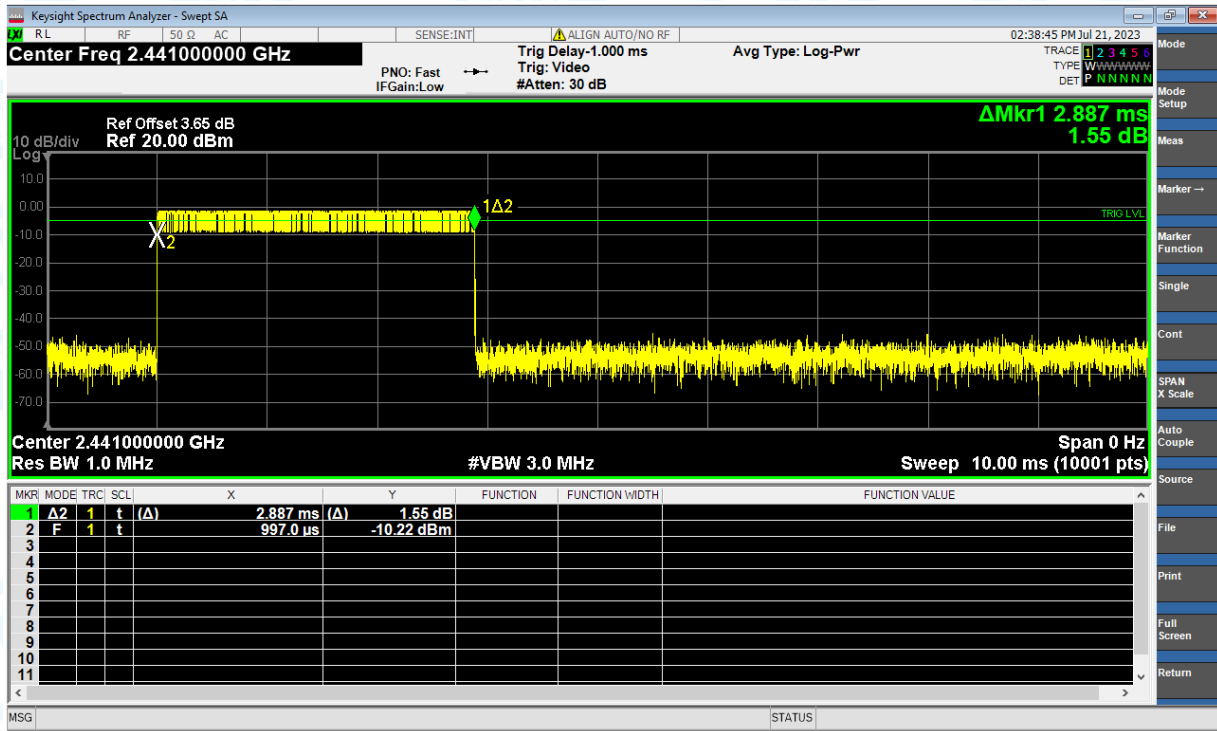 Keysight Spectrum Analyzer - Swept SA
LXI RL RF 50 Ω AC SENSE:INT ALIGN AUTO/NO RF 02:38:45 PM Jul 21, 2023
Center Freq 2.441000000 GHz
PNO: Fast
IFGain:Low
Trig Delay-1.000 ms
Trig: Video
#Atten: 30 dB
Avg Type: Log-Pwr
TRACE 1 2 3 4 5 6
TYPE WWWWWW
DET P N N N N N
ΔMkr1 2.887 ms
1.55 dB
Ref Offset 3.65 dB
10 dB/div Ref 20.00 dBm
Log
10.0
0.00
-10.0
-20.0
-30.0
-40.0
-50.0
-60.0
-70.0
1Δ2
2
TRIG LVL
Center 2.441000000 GHz Span 0 Hz
Res BW 1.0 MHz #VBW 3.0 MHz Sweep 10.00 ms (10001 pts)
MKR MODE TRC SCL X Y FUNCTION FUNCTION WIDTH FUNCTION VALUE
1 Δ2 1 t (Δ) 2.887 ms (Δ) 1.55 dB
2 F 1 t 997.0 µs -10.22 dBm
3
4
5
6
7
8
9
10
11
MSG STATUS
Mode
Mode
Setup
Meas
Marker →
Marker
Function
Single
Cont
SPAN
X Scale
Auto
Couple
Source
File
Print
Full
Screen
Return